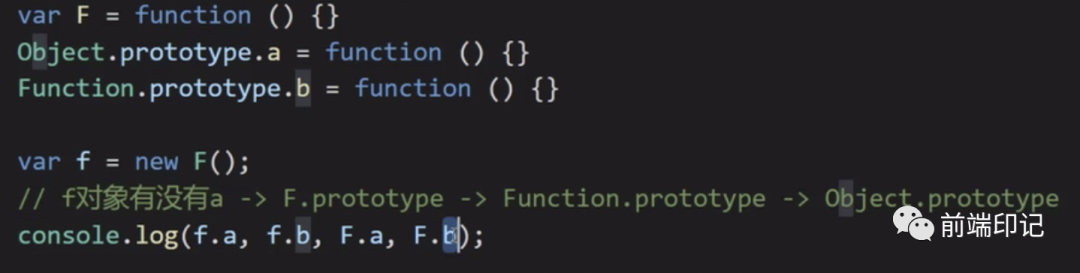 var F = function () {}
Object.prototype.a = function () {}
Function.prototype.b = function () {}
var f = new F();
// f对象有没有a -> F.prototype -> Function.prototype -> Object.prototype
console.log(f.a, f.b, F.a, F.b);
前端印记